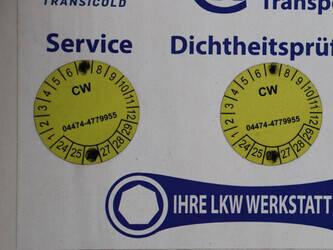 TRANSICOLD
Transpo
Service
Dichtheitsprüf
1 2 3 4 5 6 8 9 10 11 12
CW
04474-4779955
24 25 27 28 29
1 2 3 4 5 6 8 9 10 11 12
CW
04474-4779955
24 25 27 28 29
IHRE LKW WERKSTATT